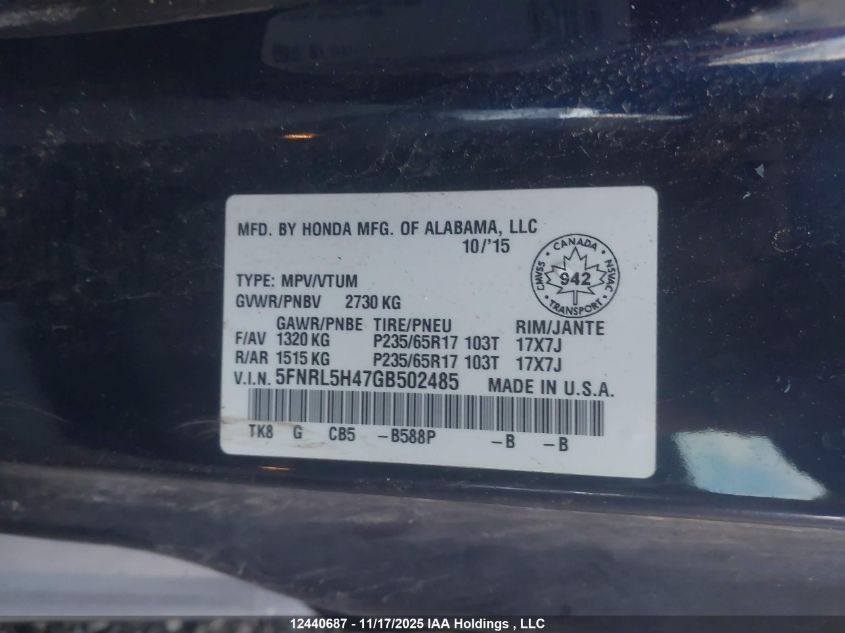 MFD. BY HONDA MFG. OF ALABAMA, LLC
10/'15
CANADA
CMVSS 942 NSVAC
TRANSPORT
TYPE: MPV/VTUM
GVWR/PNBV 2730 KG
GAWR/PNBE TIRE/PNEU RIM/JANTE
F/AV 1320 KG P235/65R17 103T 17X7J
R/AR 1515 KG P235/65R17 103T 17X7J
V.I.N. 5FNRL5H47GB502485 MADE IN U.S.A.
TK8 G CB5 -B588P -B -B
12440687 - 11/17/2025 IAA Holdings , LLC